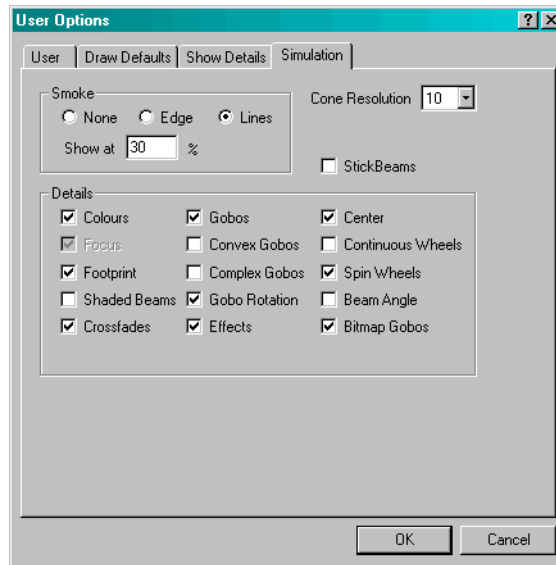 User Options
User Draw Defaults Show Details Simulation
Smoke
None Edge Lines
Show at 30 %
Cone Resolution 10
StickBeams
Details
Colours Gobos Center
Focus Convex Gobos Continuous Wheels
Footprint Complex Gobos Spin Wheels
Shaded Beams Gobo Rotation Beam Angle
Crossfades Effects Bitmap Gobos
OK Cancel